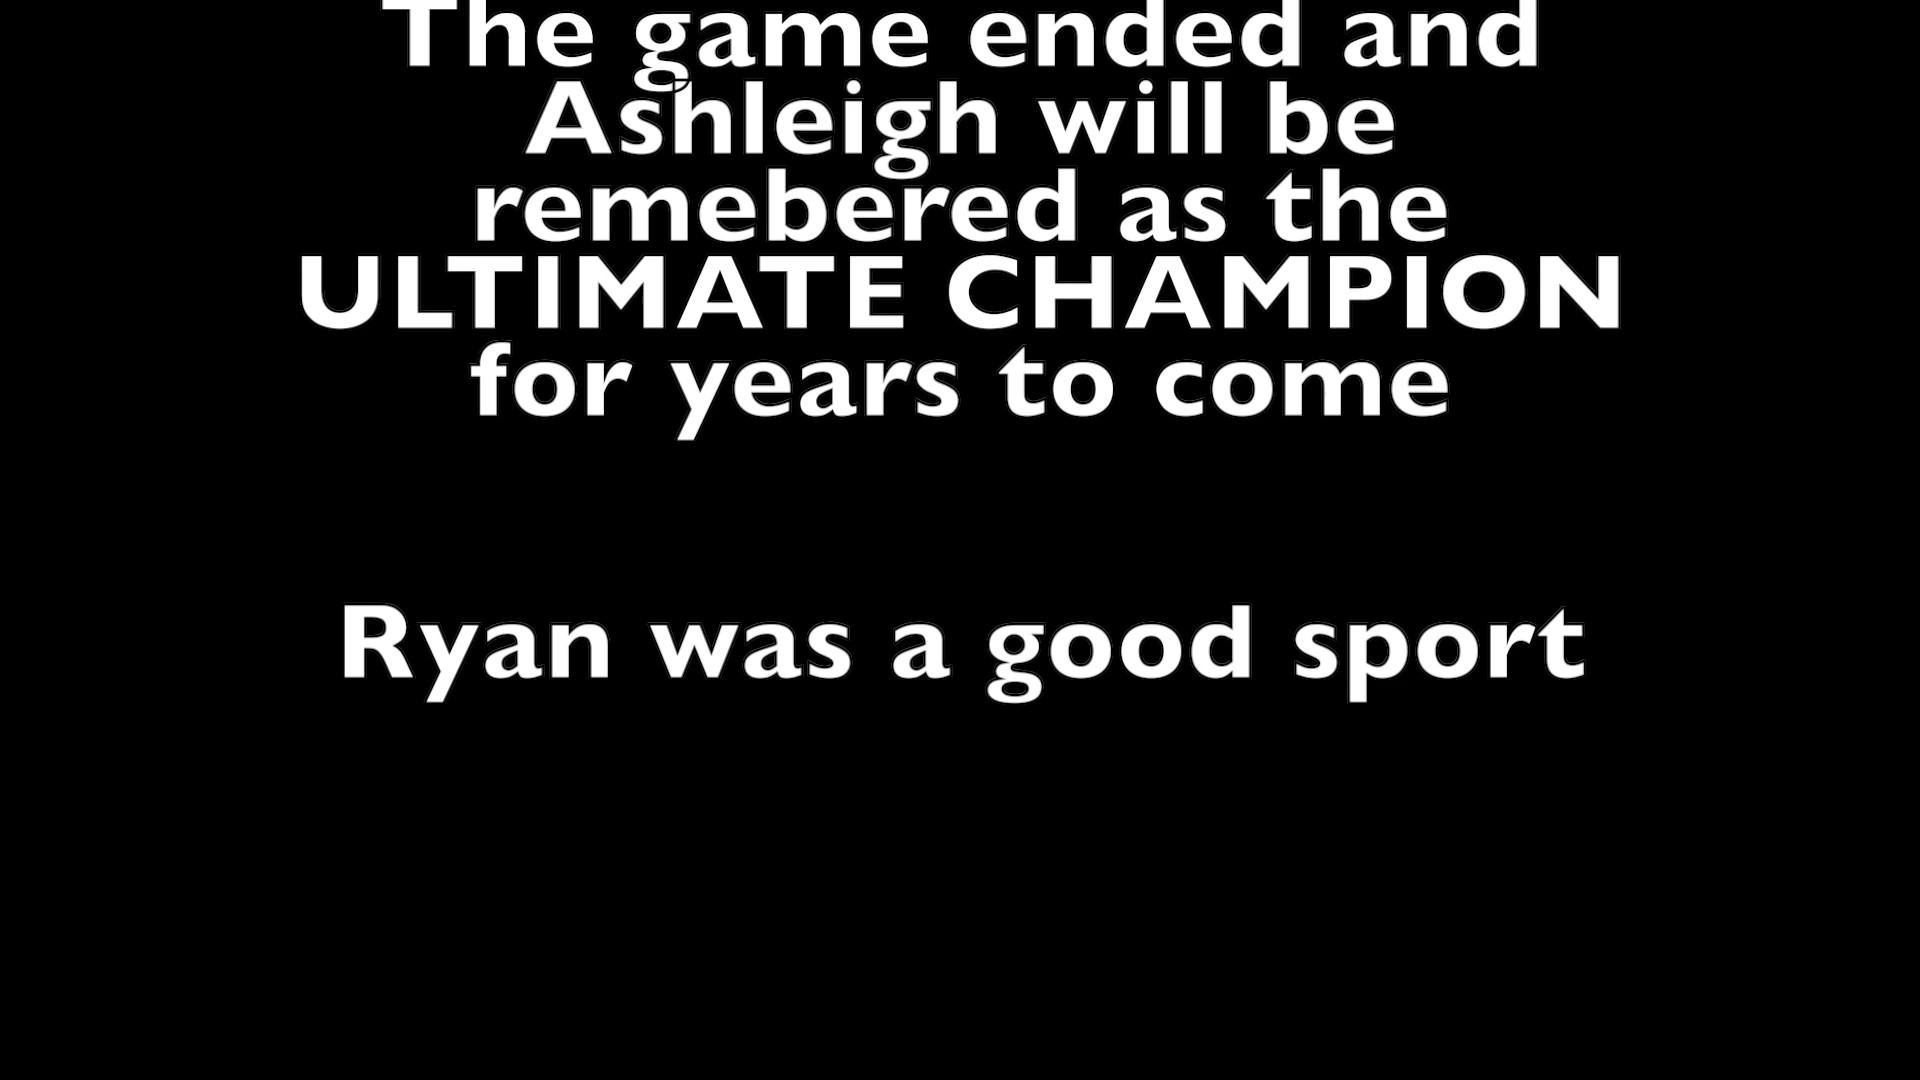 The game ended and
Ashleigh will be
remebered as the
ULTIMATE CHAMPION
for years to come
Ryan was a good sport